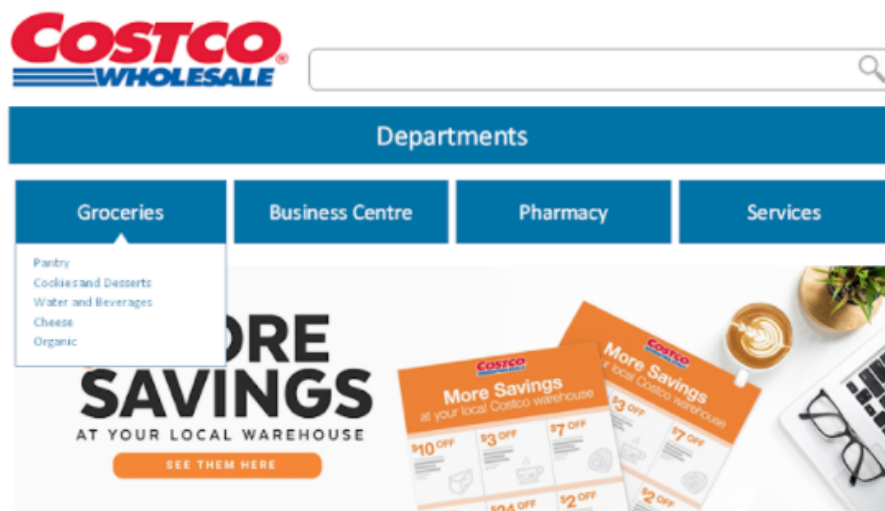 COSTCO
WHOLESALE
Departments
Groceries
Business Centre
Pharmacy
Services
Pantry
Cookies and Desserts
Water and Beverages
Cheese
Organic
SAVINGS
AT YOUR LOCAL WAREHOUSE
SEE THEM HERE
COSTCO
More Savings
at your local Costco warehouse
$10 OFF
$3 OFF
$7 OFF
$24 OFF
$2 OFF
COSTCO
More Savings
your local Costco warehouse
$3 OFF
$7 OFF
$2 OFF